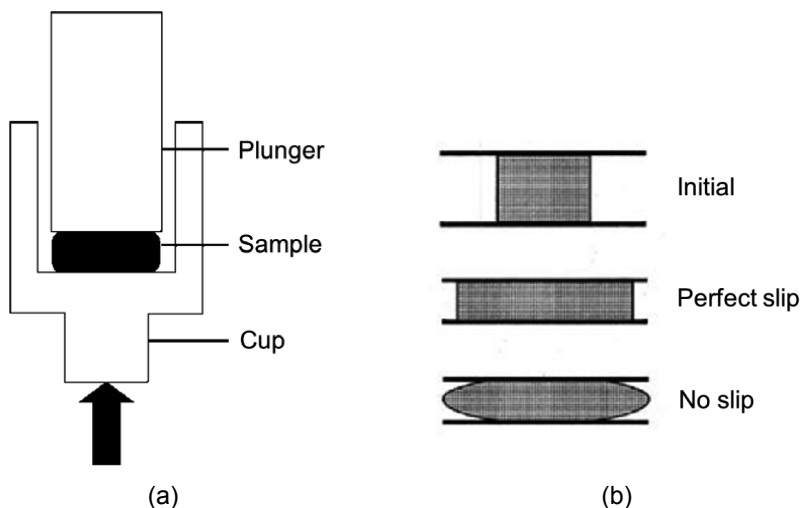 Plunger
Sample
Cup
(a)
Initial
Perfect slip
No slip
(b)